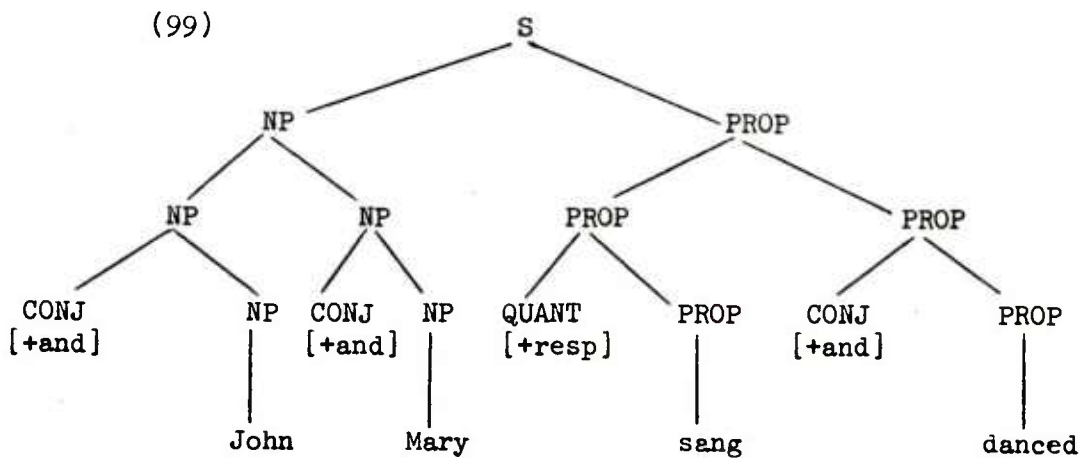 (99)
S
NP PROP
NP NP PROP PROP
CONJ NP CONJ NP QUANT PROP CONJ PROP
[+and] [+and] [+resp] [+and]
John Mary sang danced